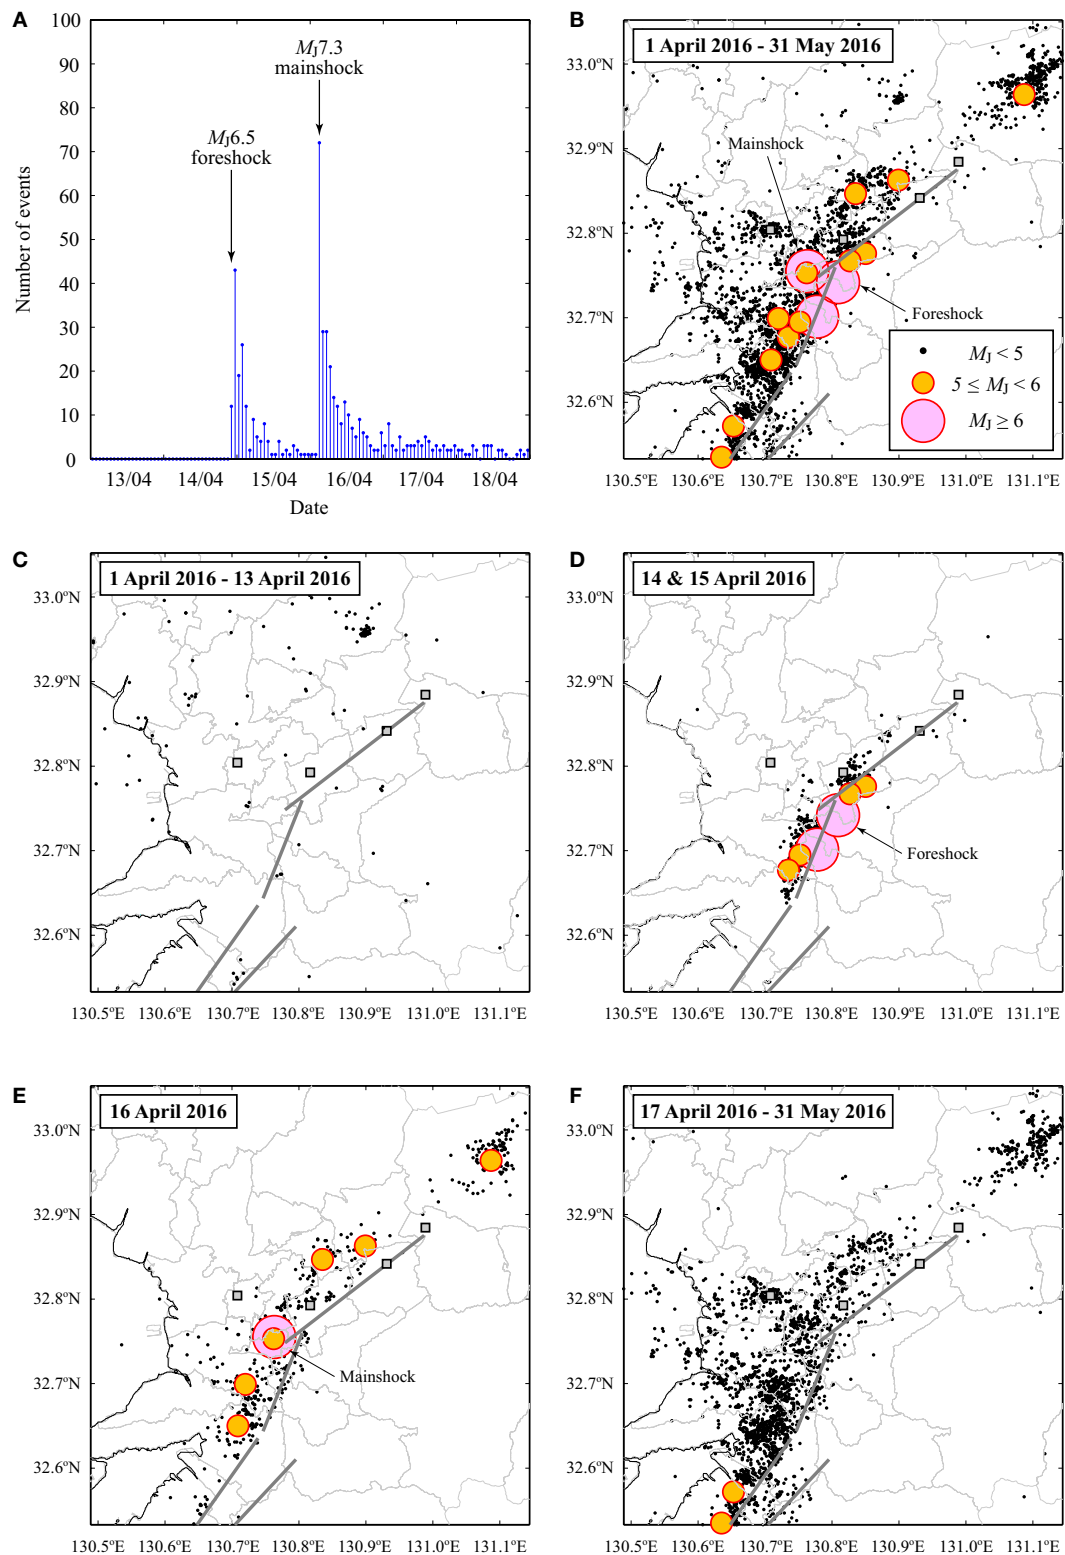 A
100
90
80
70
60
50
40
30
20
10
0
Number of events
MJ6.5
foreshock
MJ7.3
mainshock
13/04 14/04 15/04 16/04 17/04 18/04
Date
B
1 April 2016 - 31 May 2016
33.0°N
32.9°N
32.8°N
32.7°N
32.6°N
Mainshock
Foreshock
MJ < 5
5 ≤ MJ < 6
MJ ≥ 6
130.5°E 130.6°E 130.7°E 130.8°E 130.9°E 131.0°E 131.1°E
C
1 April 2016 - 13 April 2016
33.0°N
32.9°N
32.8°N
32.7°N
32.6°N
130.5°E 130.6°E 130.7°E 130.8°E 130.9°E 131.0°E 131.1°E
D
14 & 15 April 2016
33.0°N
32.9°N
32.8°N
32.7°N
32.6°N
Foreshock
130.5°E 130.6°E 130.7°E 130.8°E 130.9°E 131.0°E 131.1°E
E
16 April 2016
33.0°N
32.9°N
32.8°N
32.7°N
32.6°N
Mainshock
130.5°E 130.6°E 130.7°E 130.8°E 130.9°E 131.0°E 131.1°E
F
17 April 2016 - 31 May 2016
33.0°N
32.9°N
32.8°N
32.7°N
32.6°N
130.5°E 130.6°E 130.7°E 130.8°E 130.9°E 131.0°E 131.1°E